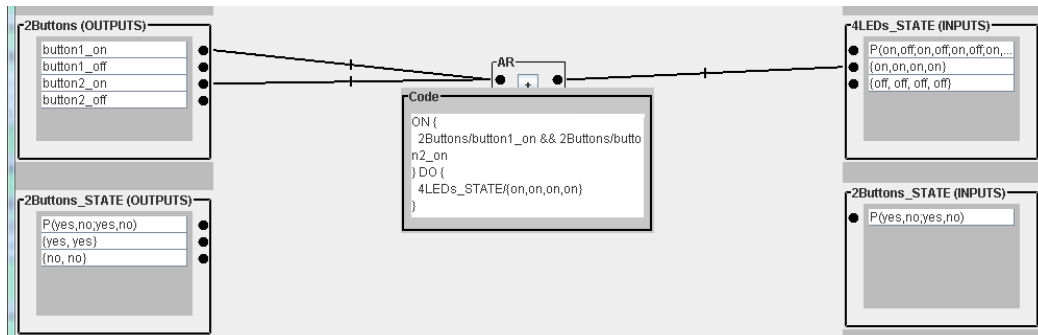 2Buttons (OUTPUTS)
button1_on
button1_off
button2_on
button2_off
2Buttons_STATE (OUTPUTS)
P(yes,no;yes,no)
{yes, yes}
{no, no}
AR
+
Code
ON {
2Buttons/button1_on && 2Buttons/butto
n2_on
} DO {
4LEDs_STATE/{on,on,on,on}
}
4LEDs_STATE (INPUTS)
P(on,off,on,off,on,off,on,...
{on,on,on,on}
{off, off, off, off}
2Buttons_STATE (INPUTS)
P(yes,no;yes,no)